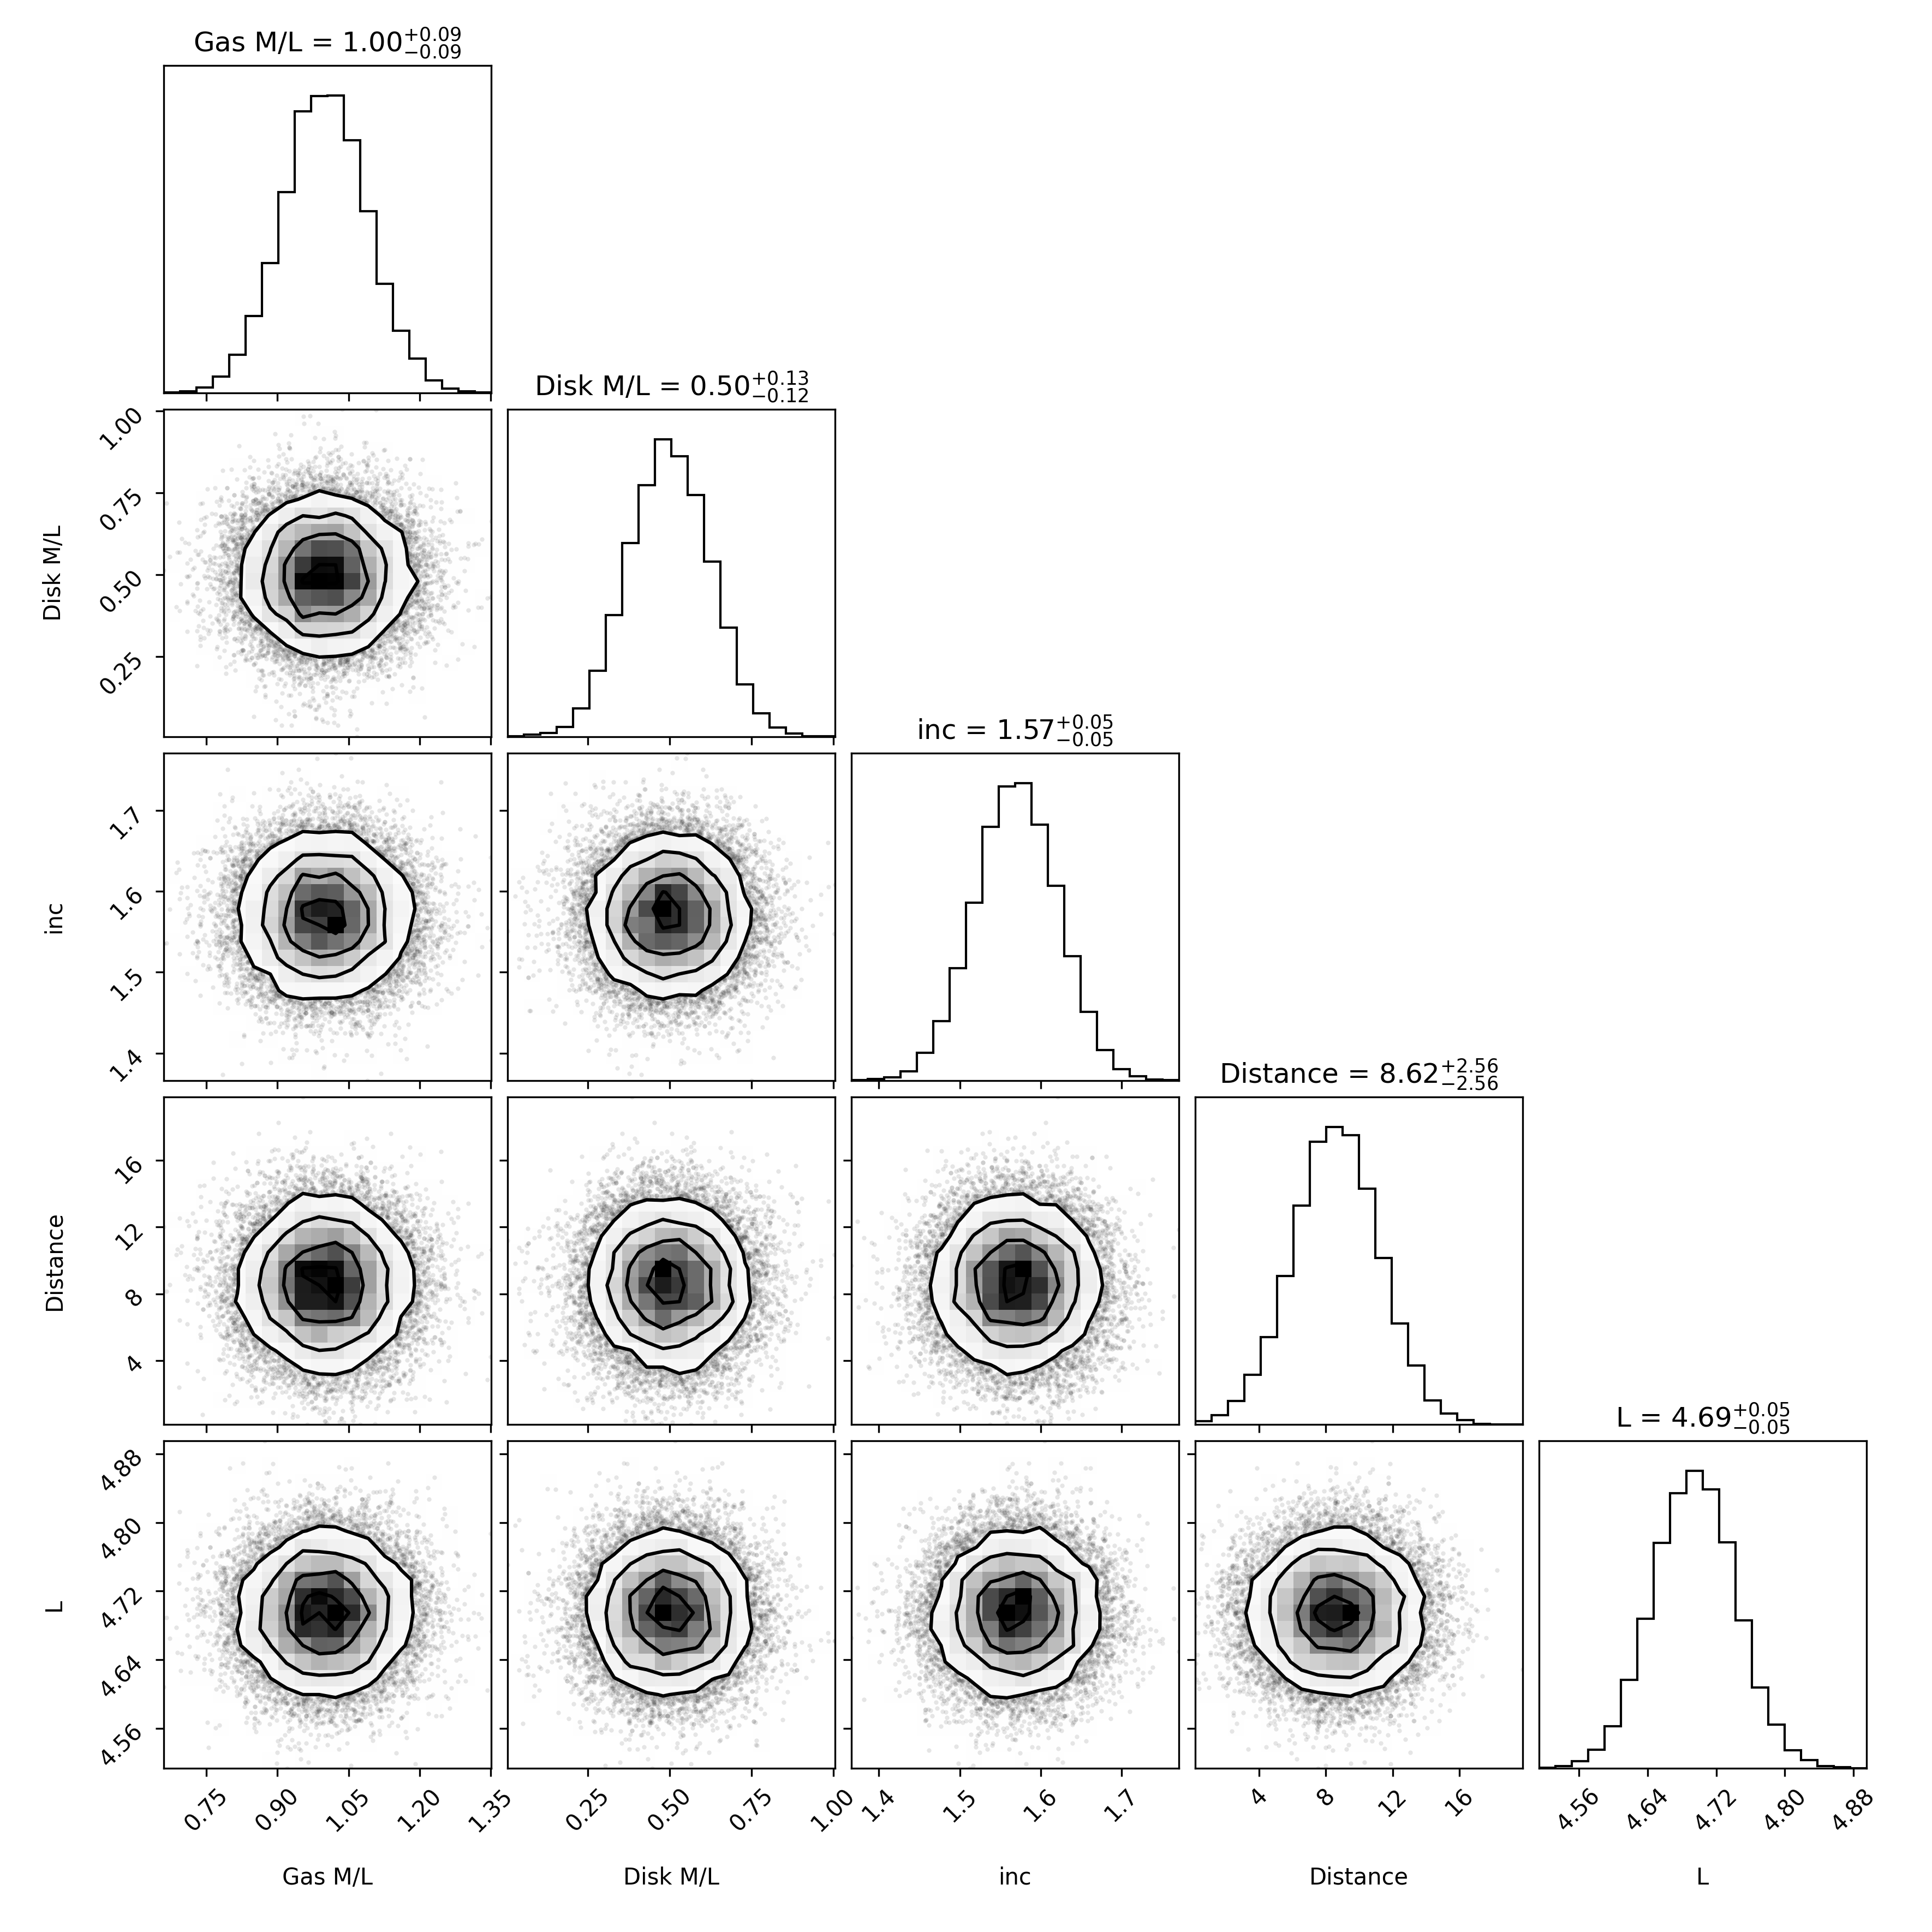 Gas M/L = 1.00+0.09−0.09
Disk M/L = 0.50+0.13−0.12
1.00
0.75
0.50
0.25
Disk M/L
inc = 1.57+0.05−0.05
1.7
1.6
1.5
1.4
inc
Distance = 8.62+2.56−2.56
16
12
8
4
Distance
L = 4.69+0.05−0.05
4.88
4.80
4.72
4.64
4.56
L
0.75 0.90 1.05 1.20 1.35
0.25 0.50 0.75 1.00
1.4 1.5 1.6 1.7
4 8 12 16
4.56 4.64 4.72 4.80 4.88
Gas M/L
Disk M/L
inc
Distance
L